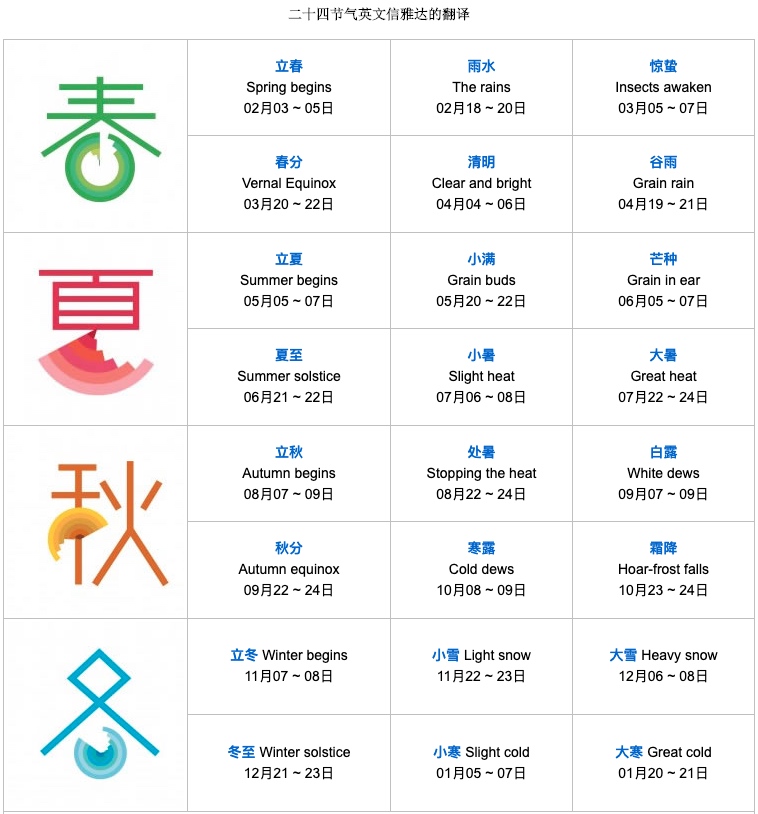 二十四节气英文信雅达的翻译
春
立春
Spring begins
02月03 ~ 05日
雨水
The rains
02月18 ~ 20日
惊蛰
Insects awaken
03月05 ~ 07日
春分
Vernal Equinox
03月20 ~ 22日
清明
Clear and bright
04月04 ~ 06日
谷雨
Grain rain
04月19 ~ 21日
夏
立夏
Summer begins
05月05 ~ 07日
小满
Grain buds
05月20 ~ 22日
芒种
Grain in ear
06月05 ~ 07日
夏至
Summer solstice
06月21 ~ 22日
小暑
Slight heat
07月06 ~ 08日
大暑
Great heat
07月22 ~ 24日
秋
立秋
Autumn begins
08月07 ~ 09日
处暑
Stopping the heat
08月22 ~ 24日
白露
White dews
09月07 ~ 09日
秋分
Autumn equinox
09月22 ~ 24日
寒露
Cold dews
10月08 ~ 09日
霜降
Hoar-frost falls
10月23 ~ 24日
冬
立冬 Winter begins
11月07 ~ 08日
小雪 Light snow
11月22 ~ 23日
大雪 Heavy snow
12月06 ~ 08日
冬至 Winter solstice
12月21 ~ 23日
小寒 Slight cold
01月05 ~ 07日
大寒 Great cold
01月20 ~ 21日